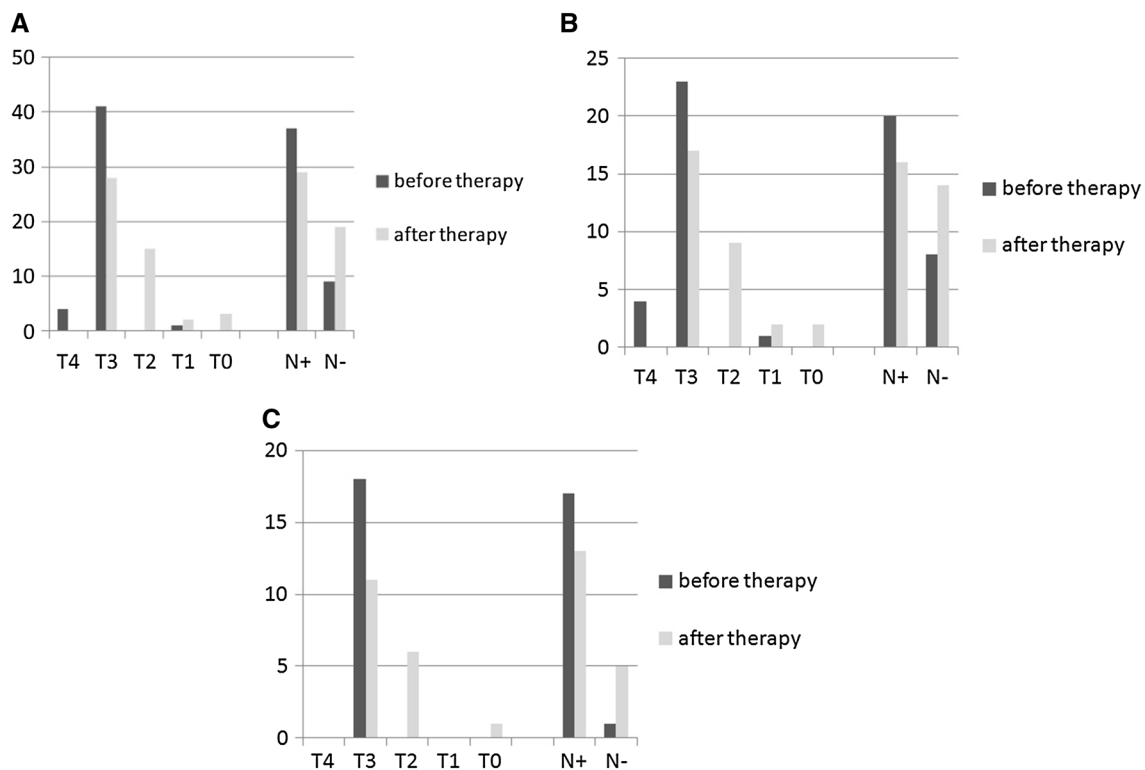 A
50
40
30
20
10
0
T4 T3 T2 T1 T0 N+ N-
before therapy
after therapy
B
25
20
15
10
5
0
T4 T3 T2 T1 T0 N+ N-
before therapy
after therapy
C
20
15
10
5
0
T4 T3 T2 T1 T0 N+ N-
before therapy
after therapy